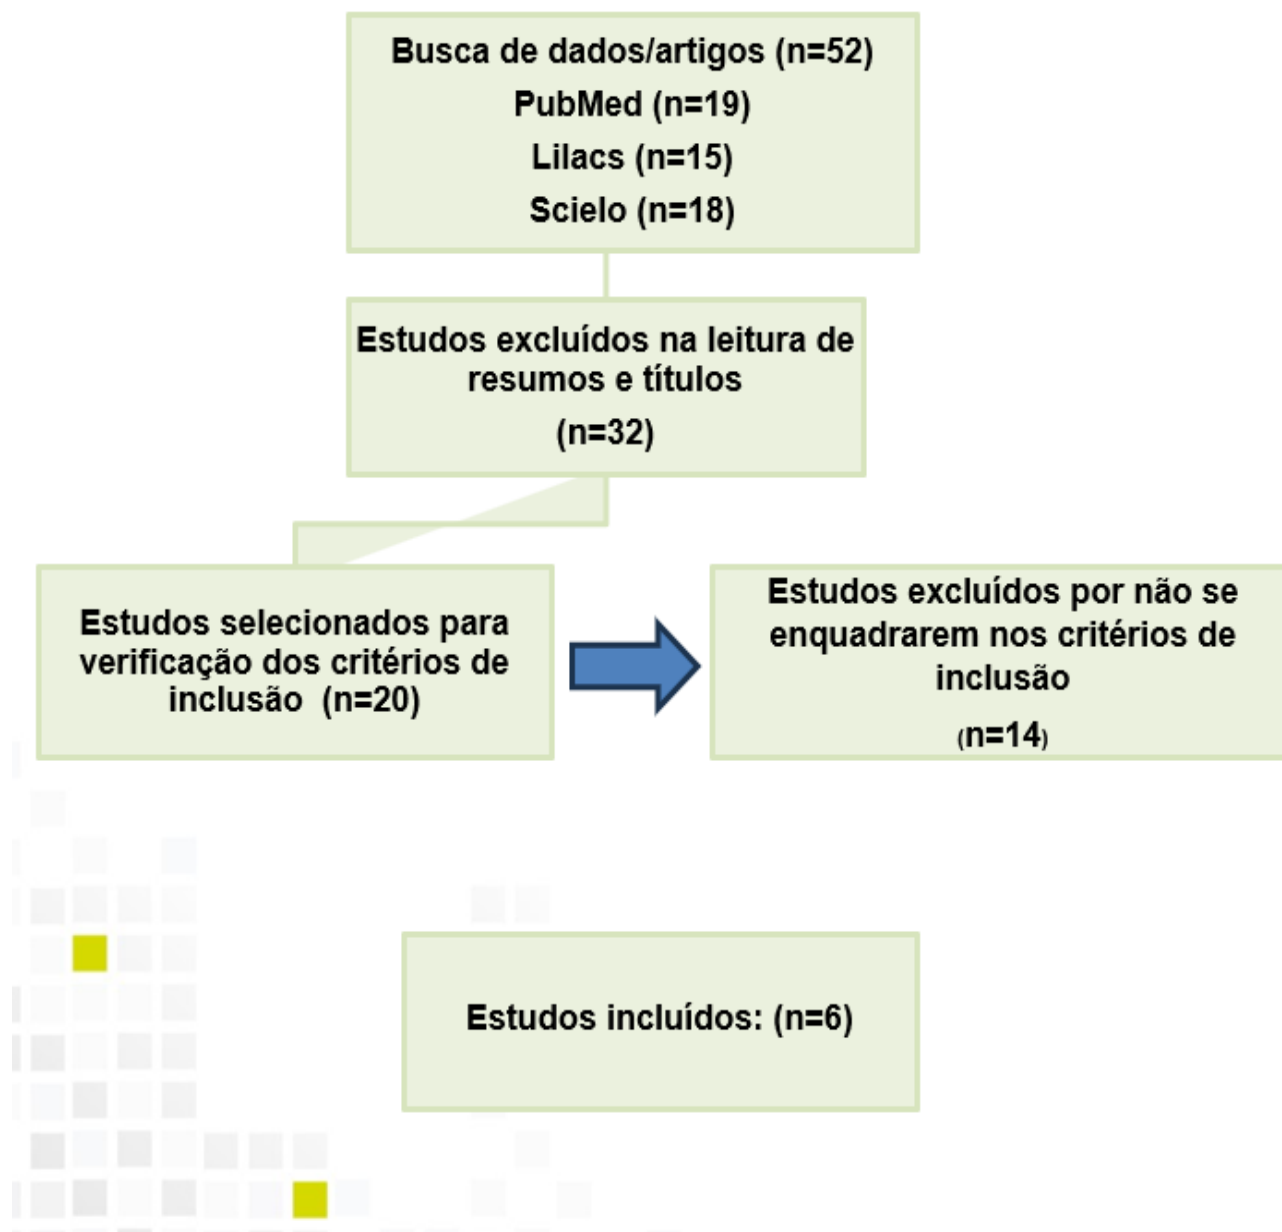 Busca de dados/artigos (n=52)
PubMed (n=19)
Lilacs (n=15)
Scielo (n=18)
Estudos excluídos na leitura de
resumos e títulos
(n=32)
Estudos selecionados para
verificação dos critérios de
inclusão (n=20)
Estudos excluídos por não se
enquadrarem nos critérios de
inclusão
(n=14)
Estudos incluídos: (n=6)